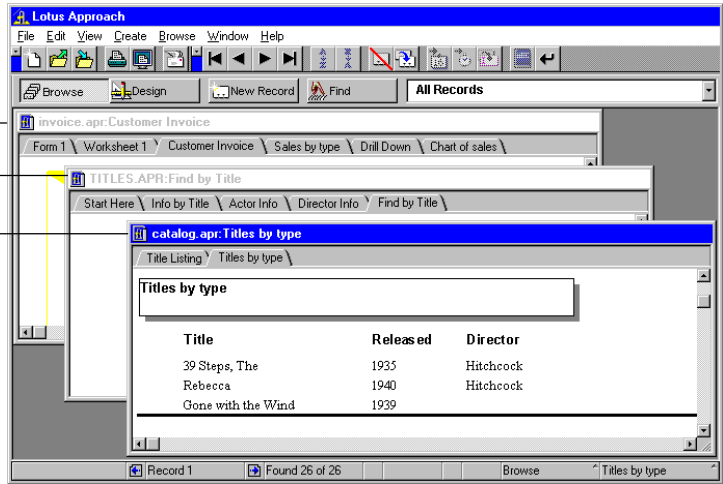 Lotus Approach
File Edit View Create Browse Window Help
Browse Design New Record Find All Records
invoice.apr:Customer Invoice
Form 1 Worksheet 1 Customer Invoice Sales by type Drill Down Chart of sales
TITLES.APR:Find by Title
Start Here Info by Title Actor Info Director Info Find by Title
catalog.apr:Titles by type
Title Listing Titles by type
Titles by type
Title Released Director
39 Steps, The 1935 Hitchcock
Rebecca 1940 Hitchcock
Gone with the Wind 1939
Record 1 Found 26 of 26 Browse Titles by type